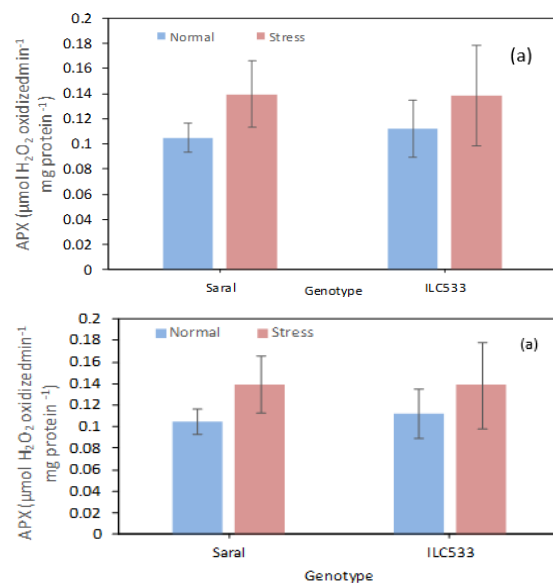 0.2
Normal
Stress
(a)
0.18
0.16
0.14
0.12
0.1
0.08
0.06
0.04
0.02
0
APX (µmol H₂O₂ oxidizedmin⁻¹
mg protein ⁻¹)
Saral
ILC533
Genotype
0.2
Normal
Stress
(a)
0.18
0.16
0.14
0.12
0.1
0.08
0.06
0.04
0.02
0
APX (µmol H₂O₂ oxidizedmin⁻¹
mg protein ⁻¹)
Saral
ILC533
Genotype